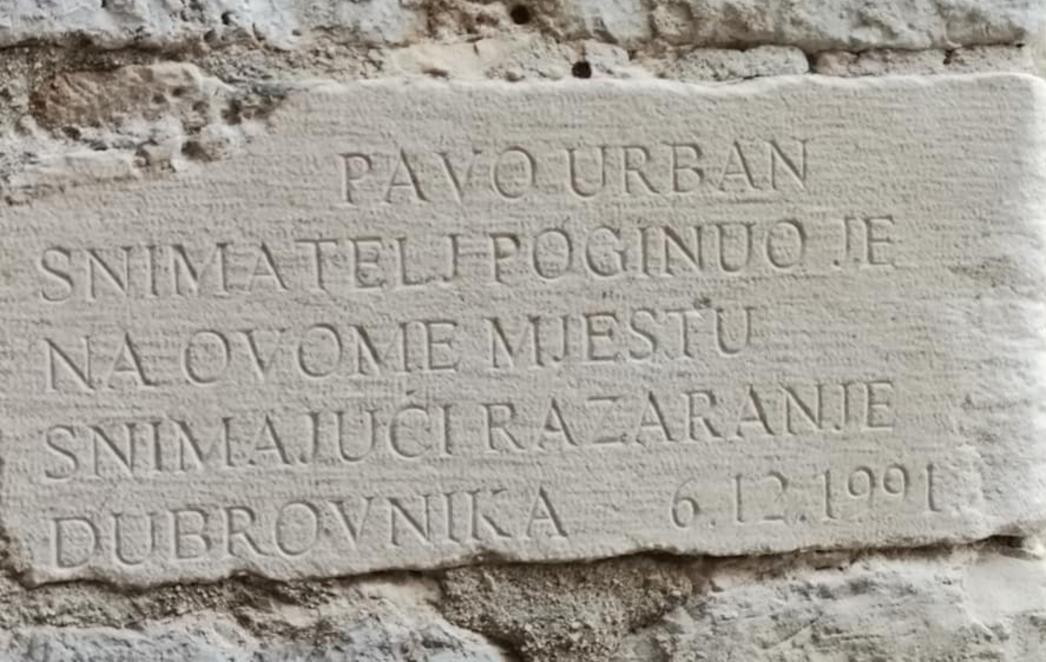 PAVO URBAN
SNIMATELJ POGINUO JE
NA OVOME MJESTU
SNIMAJUĆI RAZARANJE
DUBROVNIKA 6.12.1991